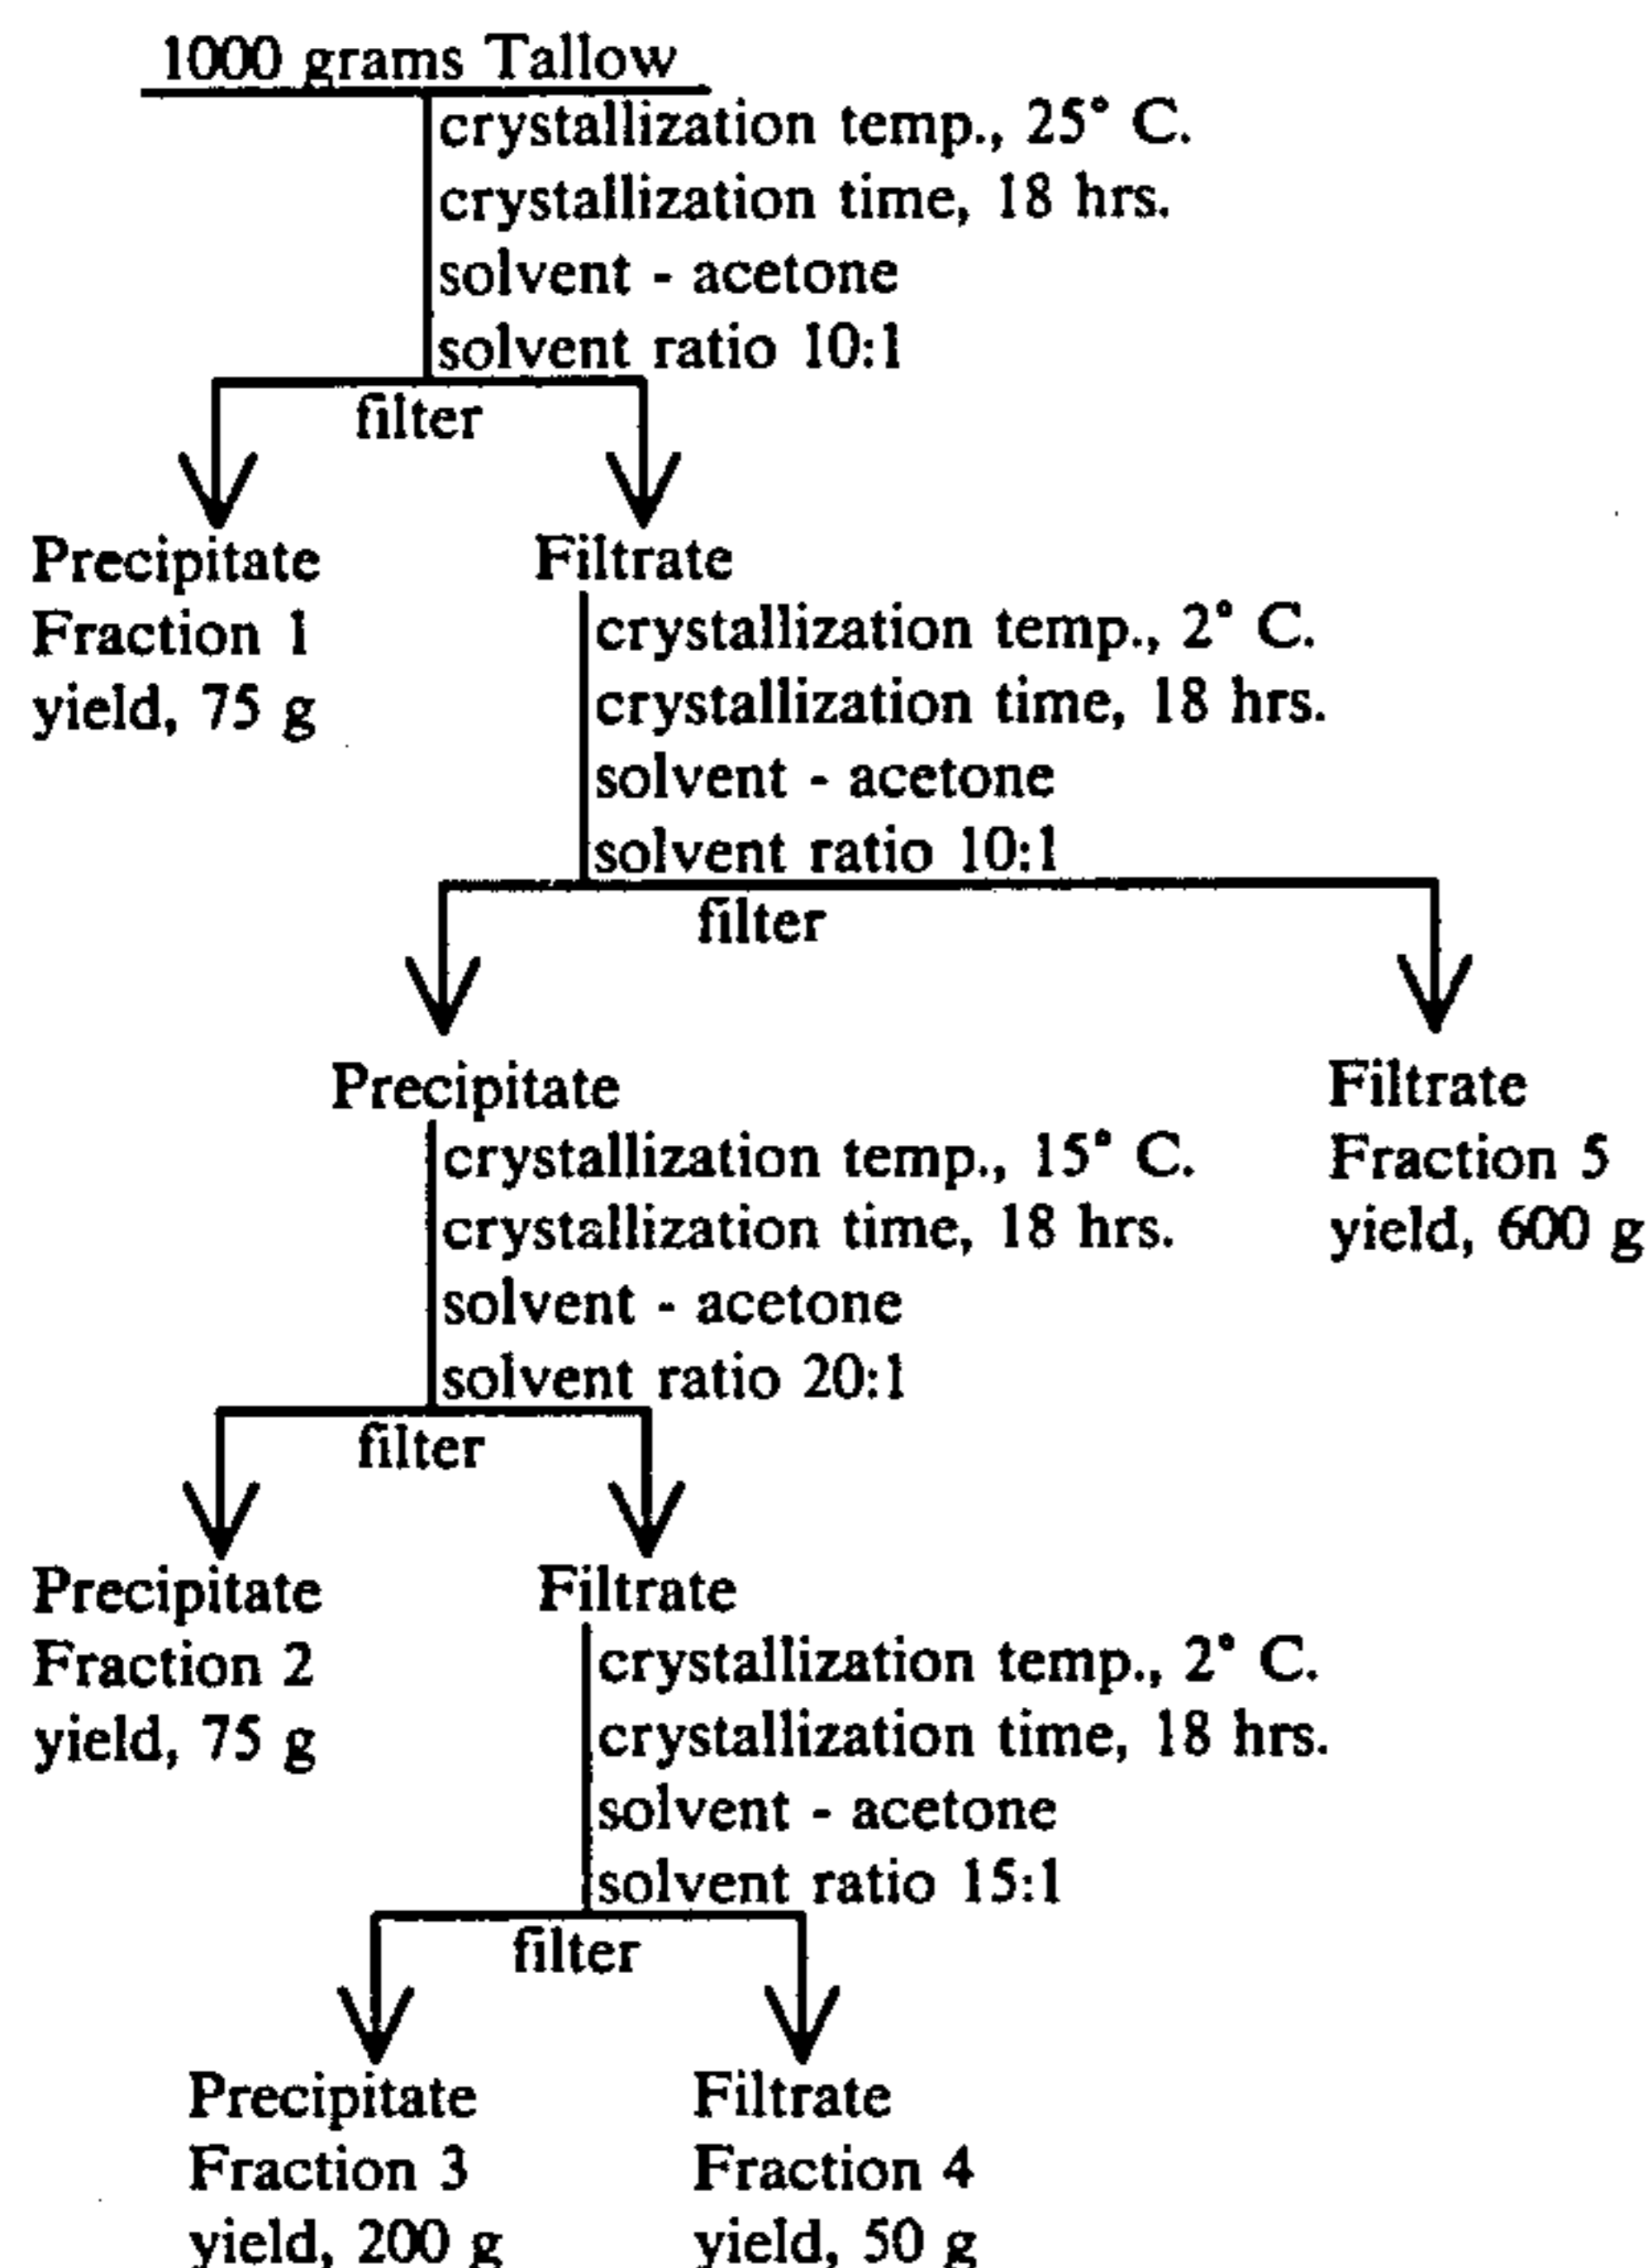 1000 grams Tallow
crystallization temp., 25° C.
crystallization time, 18 hrs.
solvent - acetone
solvent ratio 10:1
filter
Precipitate
Fraction 1
yield, 75 g
Filtrate
crystallization temp., 2° C.
crystallization time, 18 hrs.
solvent - acetone
solvent ratio 10:1
filter
Precipitate
crystallization temp., 15° C.
crystallization time, 18 hrs.
solvent - acetone
solvent ratio 20:1
Filtrate
Fraction 5
yield, 600 g
filter
Precipitate
Fraction 2
yield, 75 g
Filtrate
crystallization temp., 2° C.
crystallization time, 18 hrs.
solvent - acetone
solvent ratio 15:1
filter
Precipitate
Fraction 3
yield, 200 g
Filtrate
Fraction 4
yield, 50 g